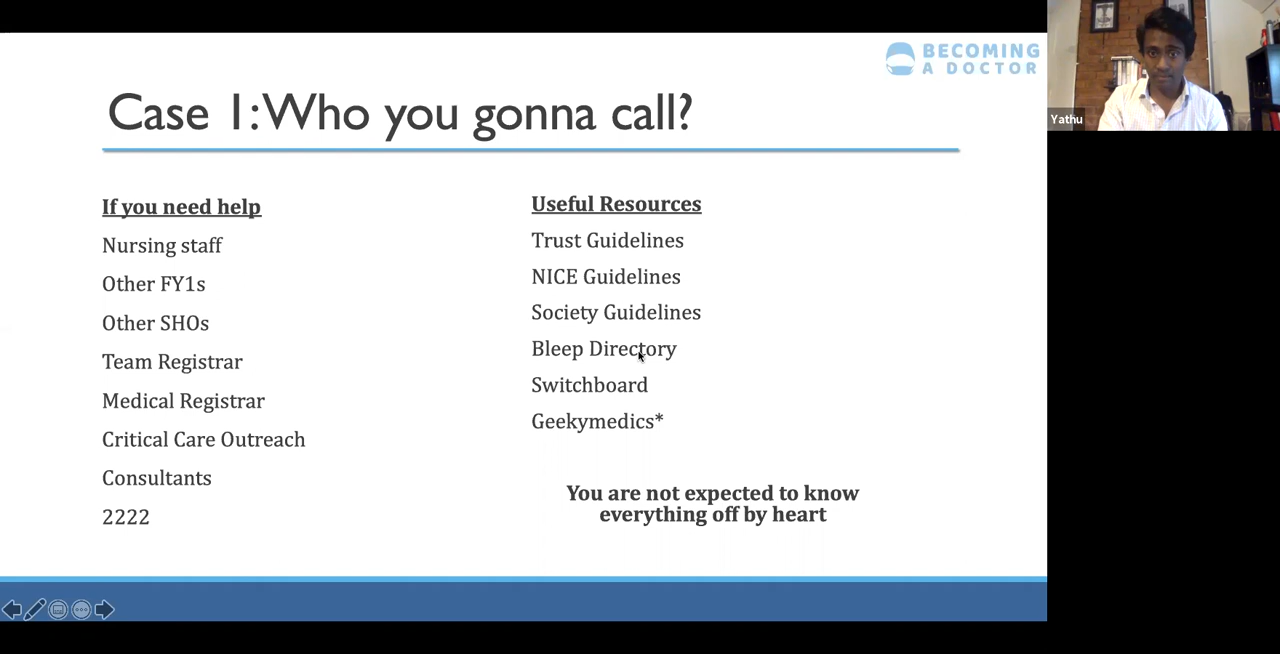 BECOMING
A DOCTOR
Case 1: Who you gonna call?
If you need help
Nursing staff
Other FY1s
Other SHOs
Team Registrar
Medical Registrar
Critical Care Outreach
Consultants
2222
Useful Resources
Trust Guidelines
NICE Guidelines
Society Guidelines
Bleep Directory
Switchboard
Geekymedics*
You are not expected to know
everything off by heart
Yathu